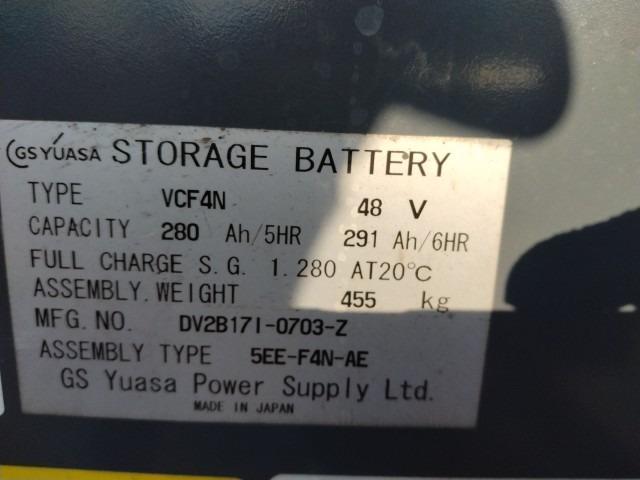 GS YUASA STORAGE BATTERY
TYPE VCF4N 48 V
CAPACITY 280 Ah/5HR 291 Ah/6HR
FULL CHARGE S.G. 1.280 AT20°C
ASSEMBLY.WEIGHT 455 kg
MFG.NO. DV2B17I-0703-Z
ASSEMBLY TYPE 5EE-F4N-AE
GS Yuasa Power Supply Ltd.
MADE IN JAPAN